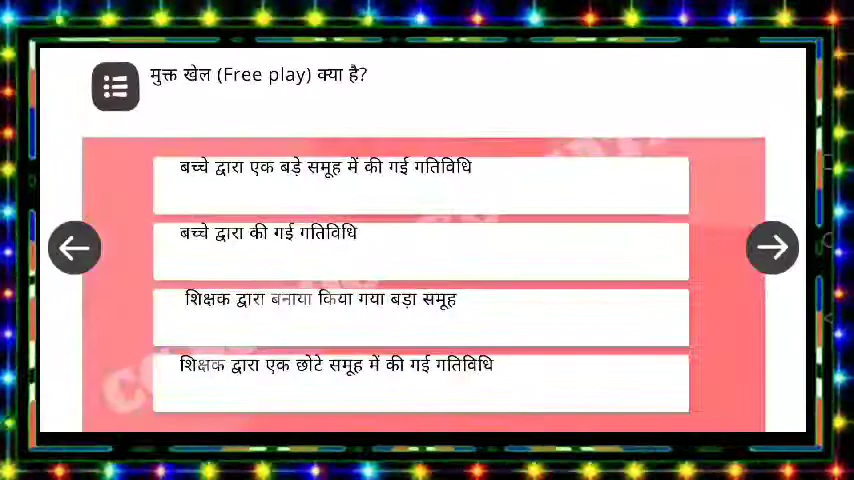 मुक्त खेल (Free play) क्या है?
बच्चे द्वारा एक बड़े समूह में की गई गतिविधि
बच्चे द्वारा की गई गतिविधि
शिक्षक द्वारा बनाया किया गया बड़ा समूह
शिक्षक द्वारा एक छोटे समूह में की गई गतिविधि